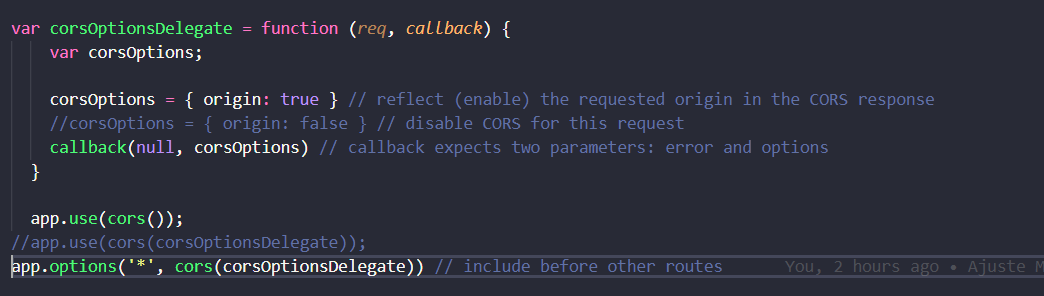 var corsOptionsDelegate = function (req, callback) {
var corsOptions;
corsOptions = { origin: true } // reflect (enable) the requested origin in the CORS response
//corsOptions = { origin: false } // disable CORS for this request
callback(null, corsOptions) // callback expects two parameters: error and options
}
app.use(cors());
//app.use(cors(corsOptionsDelegate));
app.options('*', cors(corsOptionsDelegate)) // include before other routes You, 2 hours ago • Ajuste M